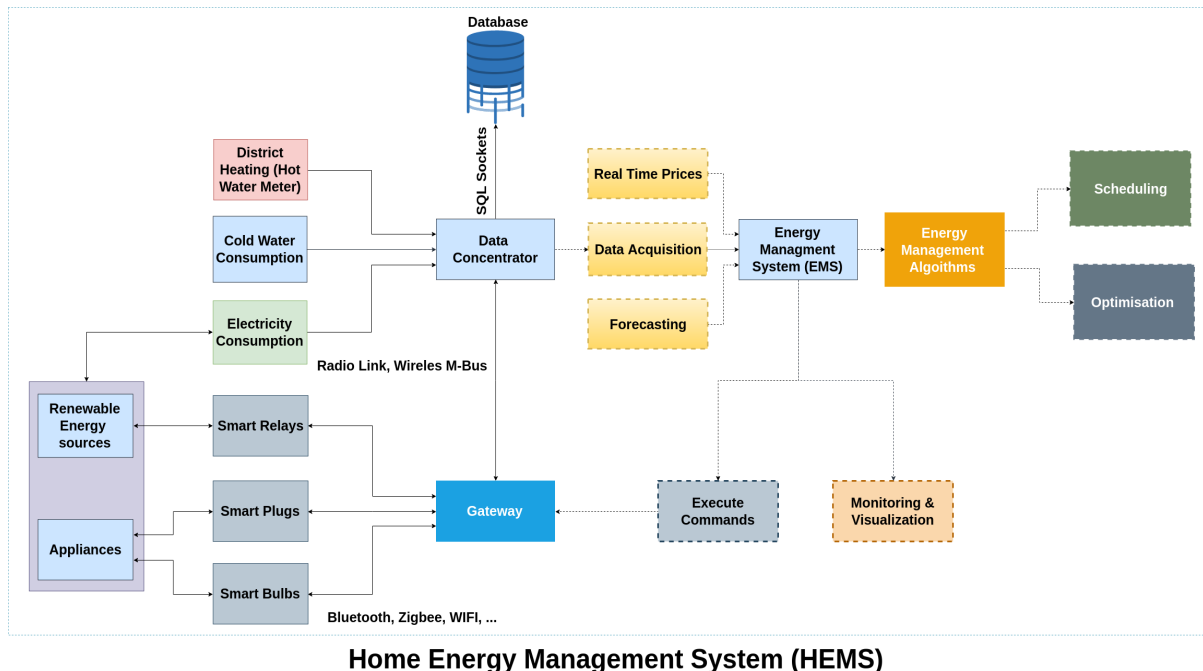 Database
SQL Sockets
District
Heating (Hot
Water Meter)
Cold Water
Consumption
Electricity
Consumption
Data
Concentrator
Real Time Prices
Data Acquisition
Forecasting
Energy
Managment
System (EMS)
Energy
Management
Algoithms
Scheduling
Optimisation
Radio Link, Wireles M-Bus
Renewable
Energy
sources
Appliances
Smart Relays
Smart Plugs
Smart Bulbs
Gateway
Execute
Commands
Monitoring &
Visualization
Bluetooth, Zigbee, WIFI, ...
Home Energy Management System (HEMS)